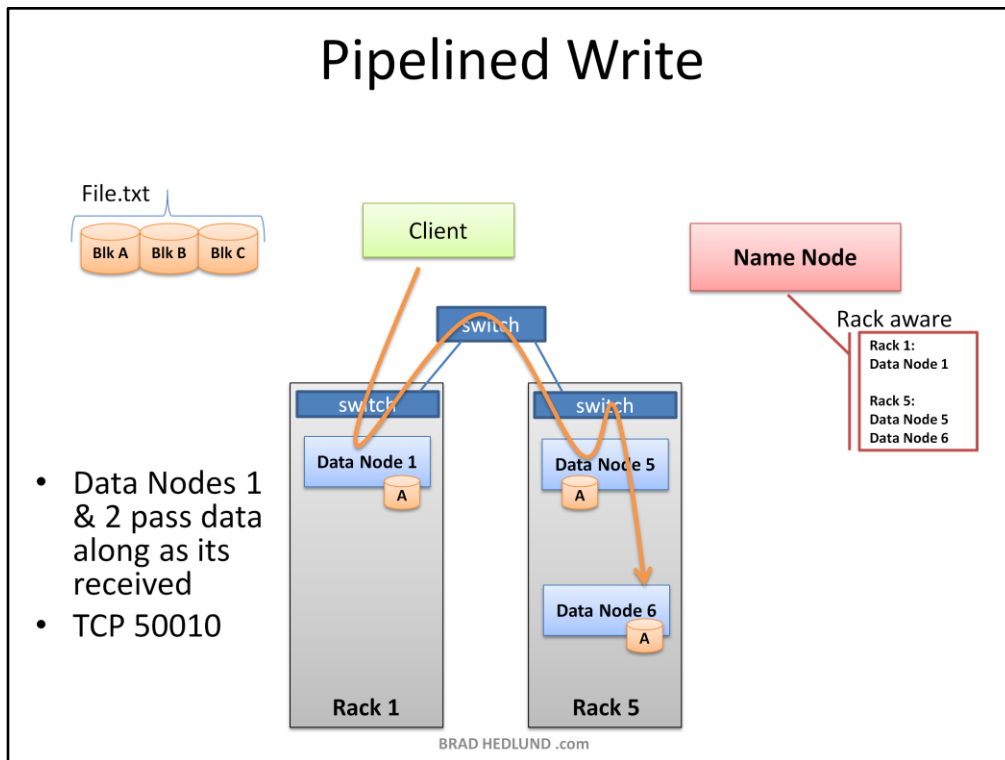 Pipelined Write
File.txt
Blk A Blk B Blk C
Client
Name Node
switch
Rack aware
Rack 1:
Data Node 1
Rack 5:
Data Node 5
Data Node 6
switch
switch
Data Node 1
A
Data Node 5
A
• Data Nodes 1
& 2 pass data
along as its
received
• TCP 50010
Data Node 6
A
Rack 1
Rack 5
BRAD HEDLUND .com